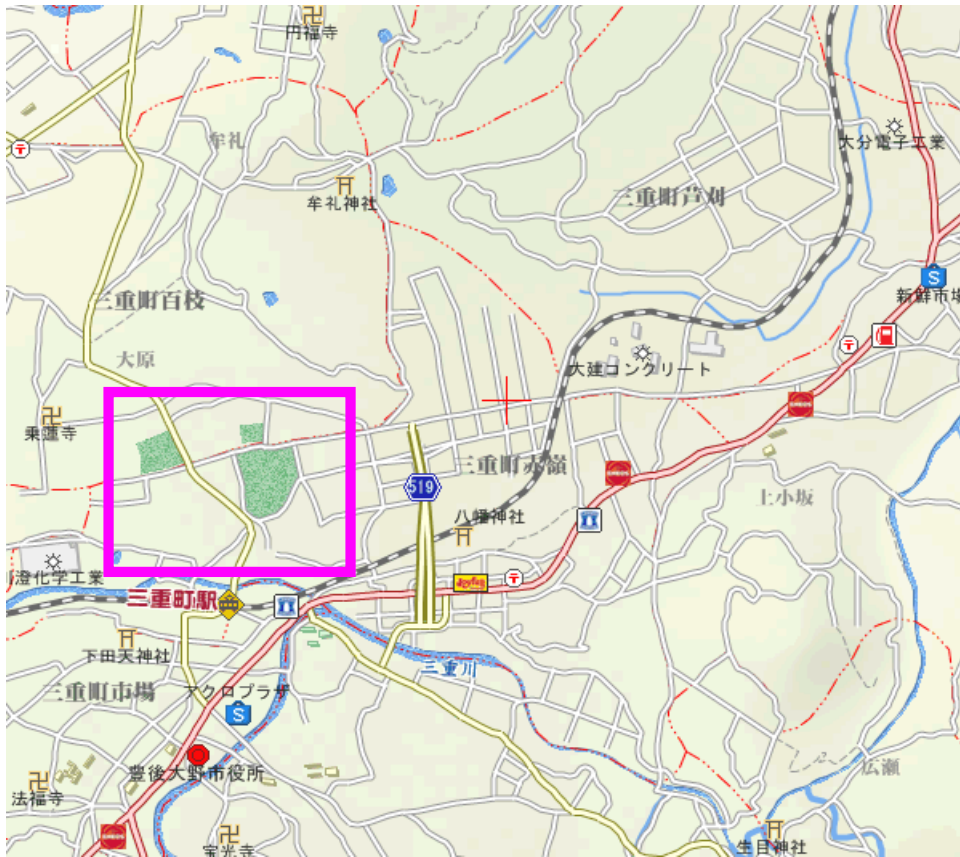 円福寺
大分電子工業
牟礼
三重町芦刈
牟礼神社
新鮮市場
三重町百枝
大原
大建コンクリート
乗蓮寺
三重町赤嶺
519
上小坂
八幡神社
澄化学工業
Joyfull
三重町駅
下田天神社
三重川
三重町市場
アクロプラザ
S
S
豊後大野市役所
広瀬
法福寺
宝光寺
生目神社
ENEOS
ENEOS
ENEOS